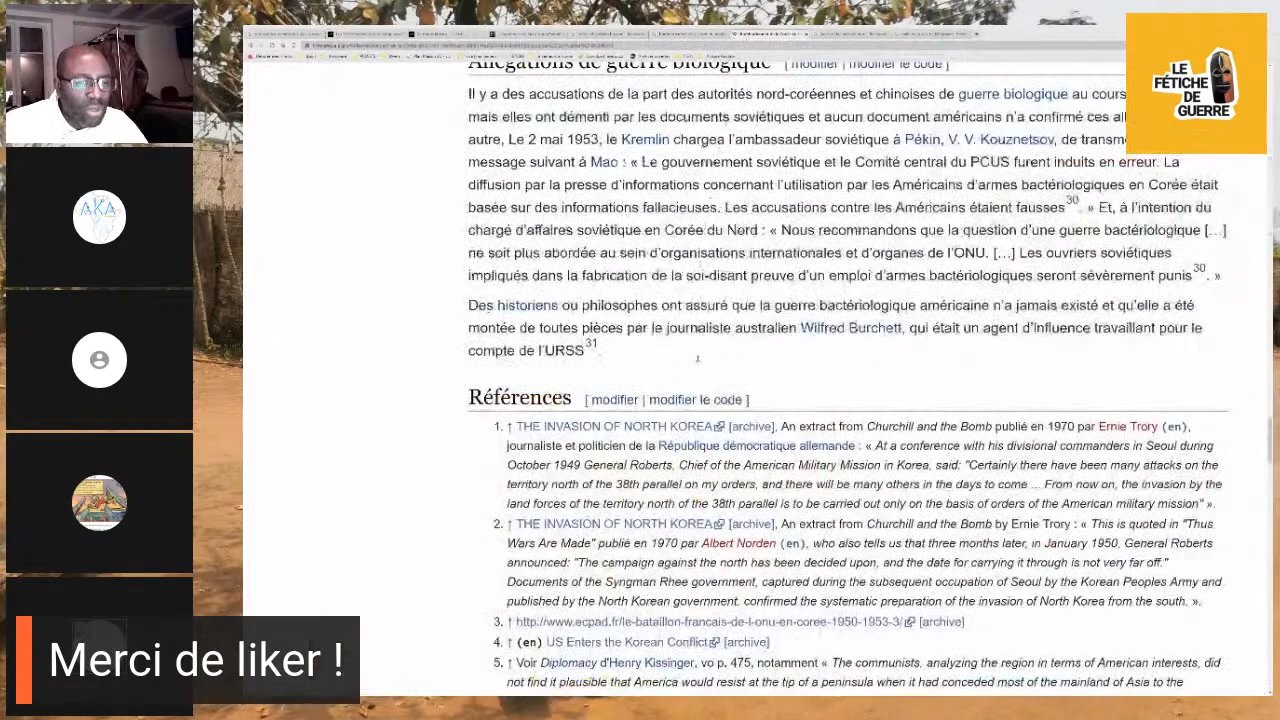 LE
FÉTICHE
DE
GUERRE
AKA
Allégations de guerre biologique [ modifier | modifier le code ]
Il y a des accusations de la part des autorités nord-coréennes et chinoises de guerre biologique au cours
mais elles ont démenti par les documents soviétiques et aucun document américains n'a confirmé ces
autre, Le 2 mai 1953, le Kremlin chargea l'ambassadeur soviétique à Pékin, V. V. Kouznetsov, de
message suivant à Mao : « Le gouvernement soviétique et le Comité central du PCUS furent induits en erreur. La
diffusion par la presse d'informations concernant l'utilisation par les Américains d'armes bactériologiques en Corée était
basée sur des informations fallacieuses. Les accusations contre les Américains étaient fausses30. » Et, à l'intention du
chargé d'affaires soviétique en Corée du Nord : « Nous recommandons que la question d'une guerre bactériologique [...]
ne soit plus abordée au sein d'organisations internationales et d'organes de l'ONU. [...] Les ouvriers soviétiques
impliqués dans la fabrication de la soi-disant preuve d'un emploi d'armes bactériologiques seront sévèrement punis30. »
Des historiens ou philosophes ont assuré que la guerre bactériologique américaine n'a jamais existé et qu'elle a été
montée de toutes pièces par le journaliste australien Wilfred Burchett, qui était un agent d'influence travaillant pour le
compte de l'URSS31.
Références [ modifier | modifier le code ]
1. ↑ THE INVASION OF NORTH KOREA [archive], An extract from Churchill and the Bomb publié en 1970 par Ernie Trory (en),
journaliste et politicien de la République démocratique allemande : « At a conference with his divisional commanders in Seoul during
October 1949 General Roberts, Chief of the American Military Mission in Korea, said: "Certainly there have been many attacks on the
territory north of the 38th parallel on my orders, and there will be many others in the days to come ... From now on, the invasion by the
land forces of the territory north of the 38th parallel is to be carried out only on the basis of orders of the American military mission" ».
2. ↑ THE INVASION OF NORTH KOREA [archive], An extract from Churchill and the Bomb by Ernie Trory : « This is quoted in "Thus
Wars Are Made" publié en 1970 par Albert Norden (en), who also tells us that three months later, in January 1950, General Roberts
announced: "The campaign against the north has been decided upon, and the date for carrying it through is not very far off."
Documents of the Syngman Rhee government, captured during the subsequent occupation of Seoul by the Korean Peoples Army and
published by the North Korean government, confirmed the systematic preparation of the invasion of North Korea from the south. ».
3. ↑ http://www.ecpad.fr/le-bataillon-francais-de-l-onu-en-coree-1950-1953-3/ [archive]
4. ↑ (en) US Enters the Korean Conflict [archive]
5. ↑ Voir Diplomacy d'Henry Kissinger, vo p. 475, notamment « The communists, analyzing the region in terms of American interests, did
not find it plausible that America would resist at the tip of a peninsula when it had conceded most of the mainland of Asia to the
Merci de liker !